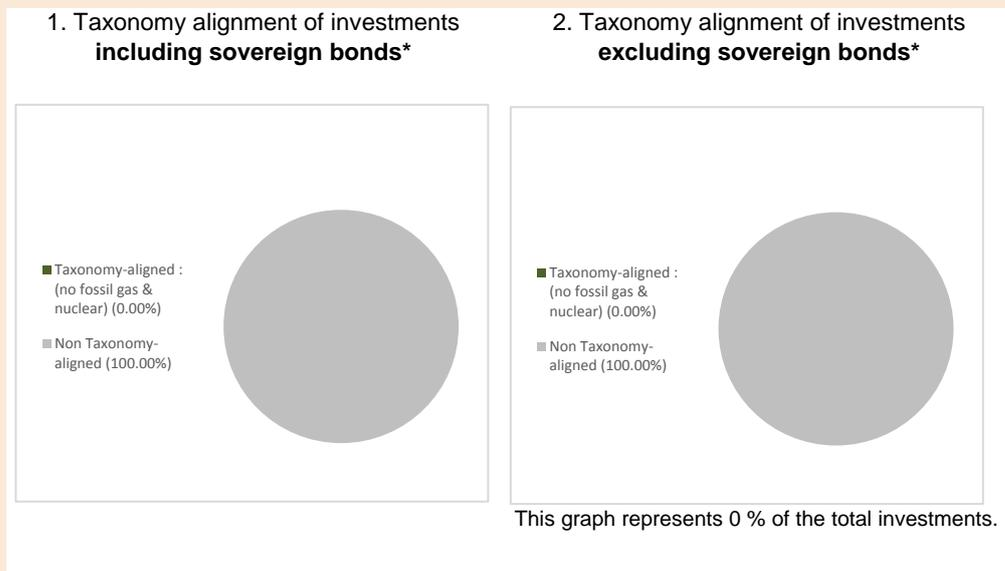 1. Taxonomy alignment of investments
including sovereign bonds*
Taxonomy-aligned :
(no fossil gas &
nuclear) (0.00%)
Non Taxonomy-
aligned (100.00%)
2. Taxonomy alignment of investments
excluding sovereign bonds*
Taxonomy-aligned :
(no fossil gas &
nuclear) (0.00%)
Non Taxonomy-
aligned (100.00%)
This graph represents 0 % of the total investments.